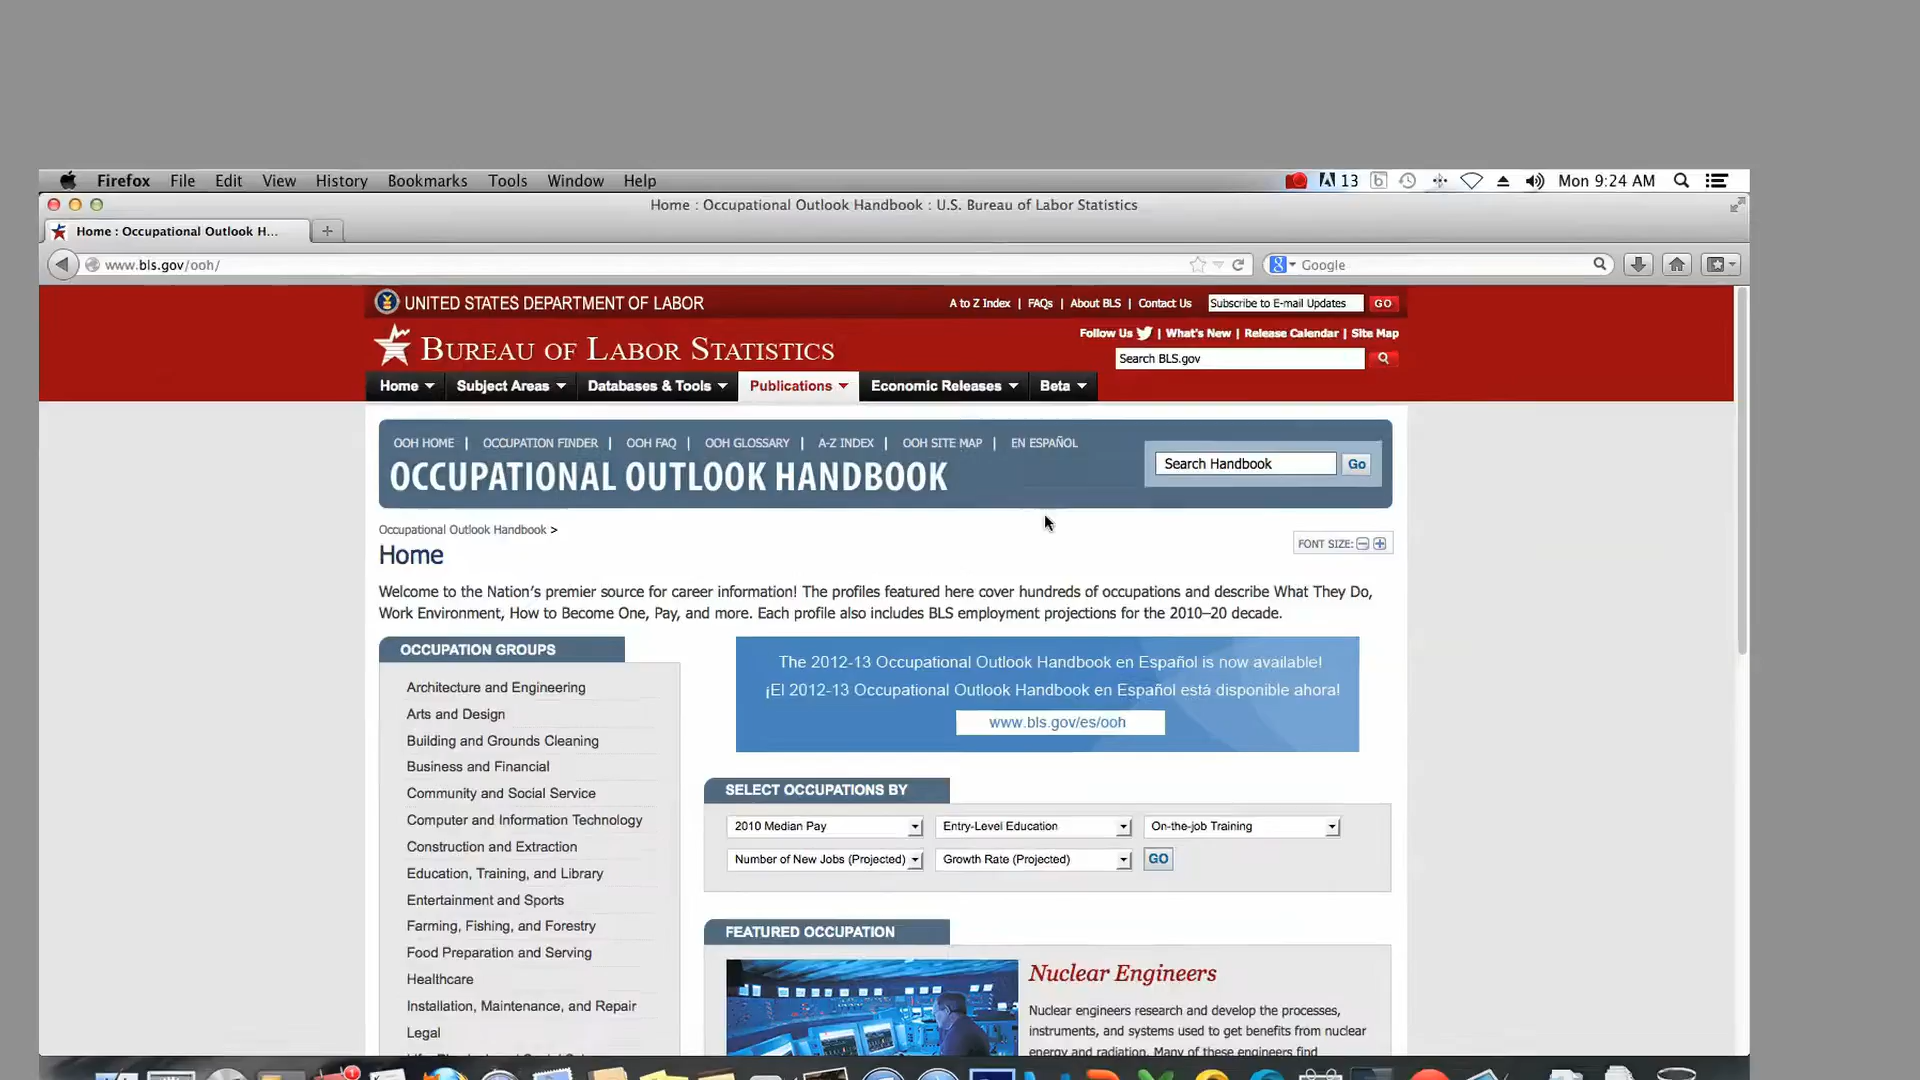 Firefox File Edit View History Bookmarks Tools Window Help 13 Mon 9:24 AM
Home : Occupational Outlook Handbook : U.S. Bureau of Labor Statistics
Home : Occupational Outlook H...
www.bls.gov/ooh/ Google
UNITED STATES DEPARTMENT OF LABOR A to Z Index | FAQs | About BLS | Contact Us Subscribe to E-mail Updates GO
Follow Us | What's New | Release Calendar | Site Map
BUREAU OF LABOR STATISTICS
Search BLS.gov
Home Subject Areas Databases & Tools Publications Economic Releases Beta
OOH HOME | OCCUPATION FINDER | OOH FAQ | OOH GLOSSARY | A-Z INDEX | OOH SITE MAP | EN ESPAÑOL
OCCUPATIONAL OUTLOOK HANDBOOK
Search Handbook Go
Occupational Outlook Handbook >
FONT SIZE:
Home
Welcome to the Nation's premier source for career information! The profiles featured here cover hundreds of occupations and describe What They Do,
Work Environment, How to Become One, Pay, and more. Each profile also includes BLS employment projections for the 2010–20 decade.
OCCUPATION GROUPS
Architecture and Engineering
Arts and Design
Building and Grounds Cleaning
Business and Financial
Community and Social Service
Computer and Information Technology
Construction and Extraction
Education, Training, and Library
Entertainment and Sports
Farming, Fishing, and Forestry
Food Preparation and Serving
Healthcare
Installation, Maintenance, and Repair
Legal
The 2012-13 Occupational Outlook Handbook en Español is now available!
¡El 2012-13 Occupational Outlook Handbook en Español está disponible ahora!
www.bls.gov/es/ooh
SELECT OCCUPATIONS BY
2010 Median Pay Entry-Level Education On-the-job Training
Number of New Jobs (Projected) Growth Rate (Projected) GO
FEATURED OCCUPATION
Nuclear Engineers
Nuclear engineers research and develop the processes,
instruments, and systems used to get benefits from nuclear
energy and radiation. Many of these engineers find